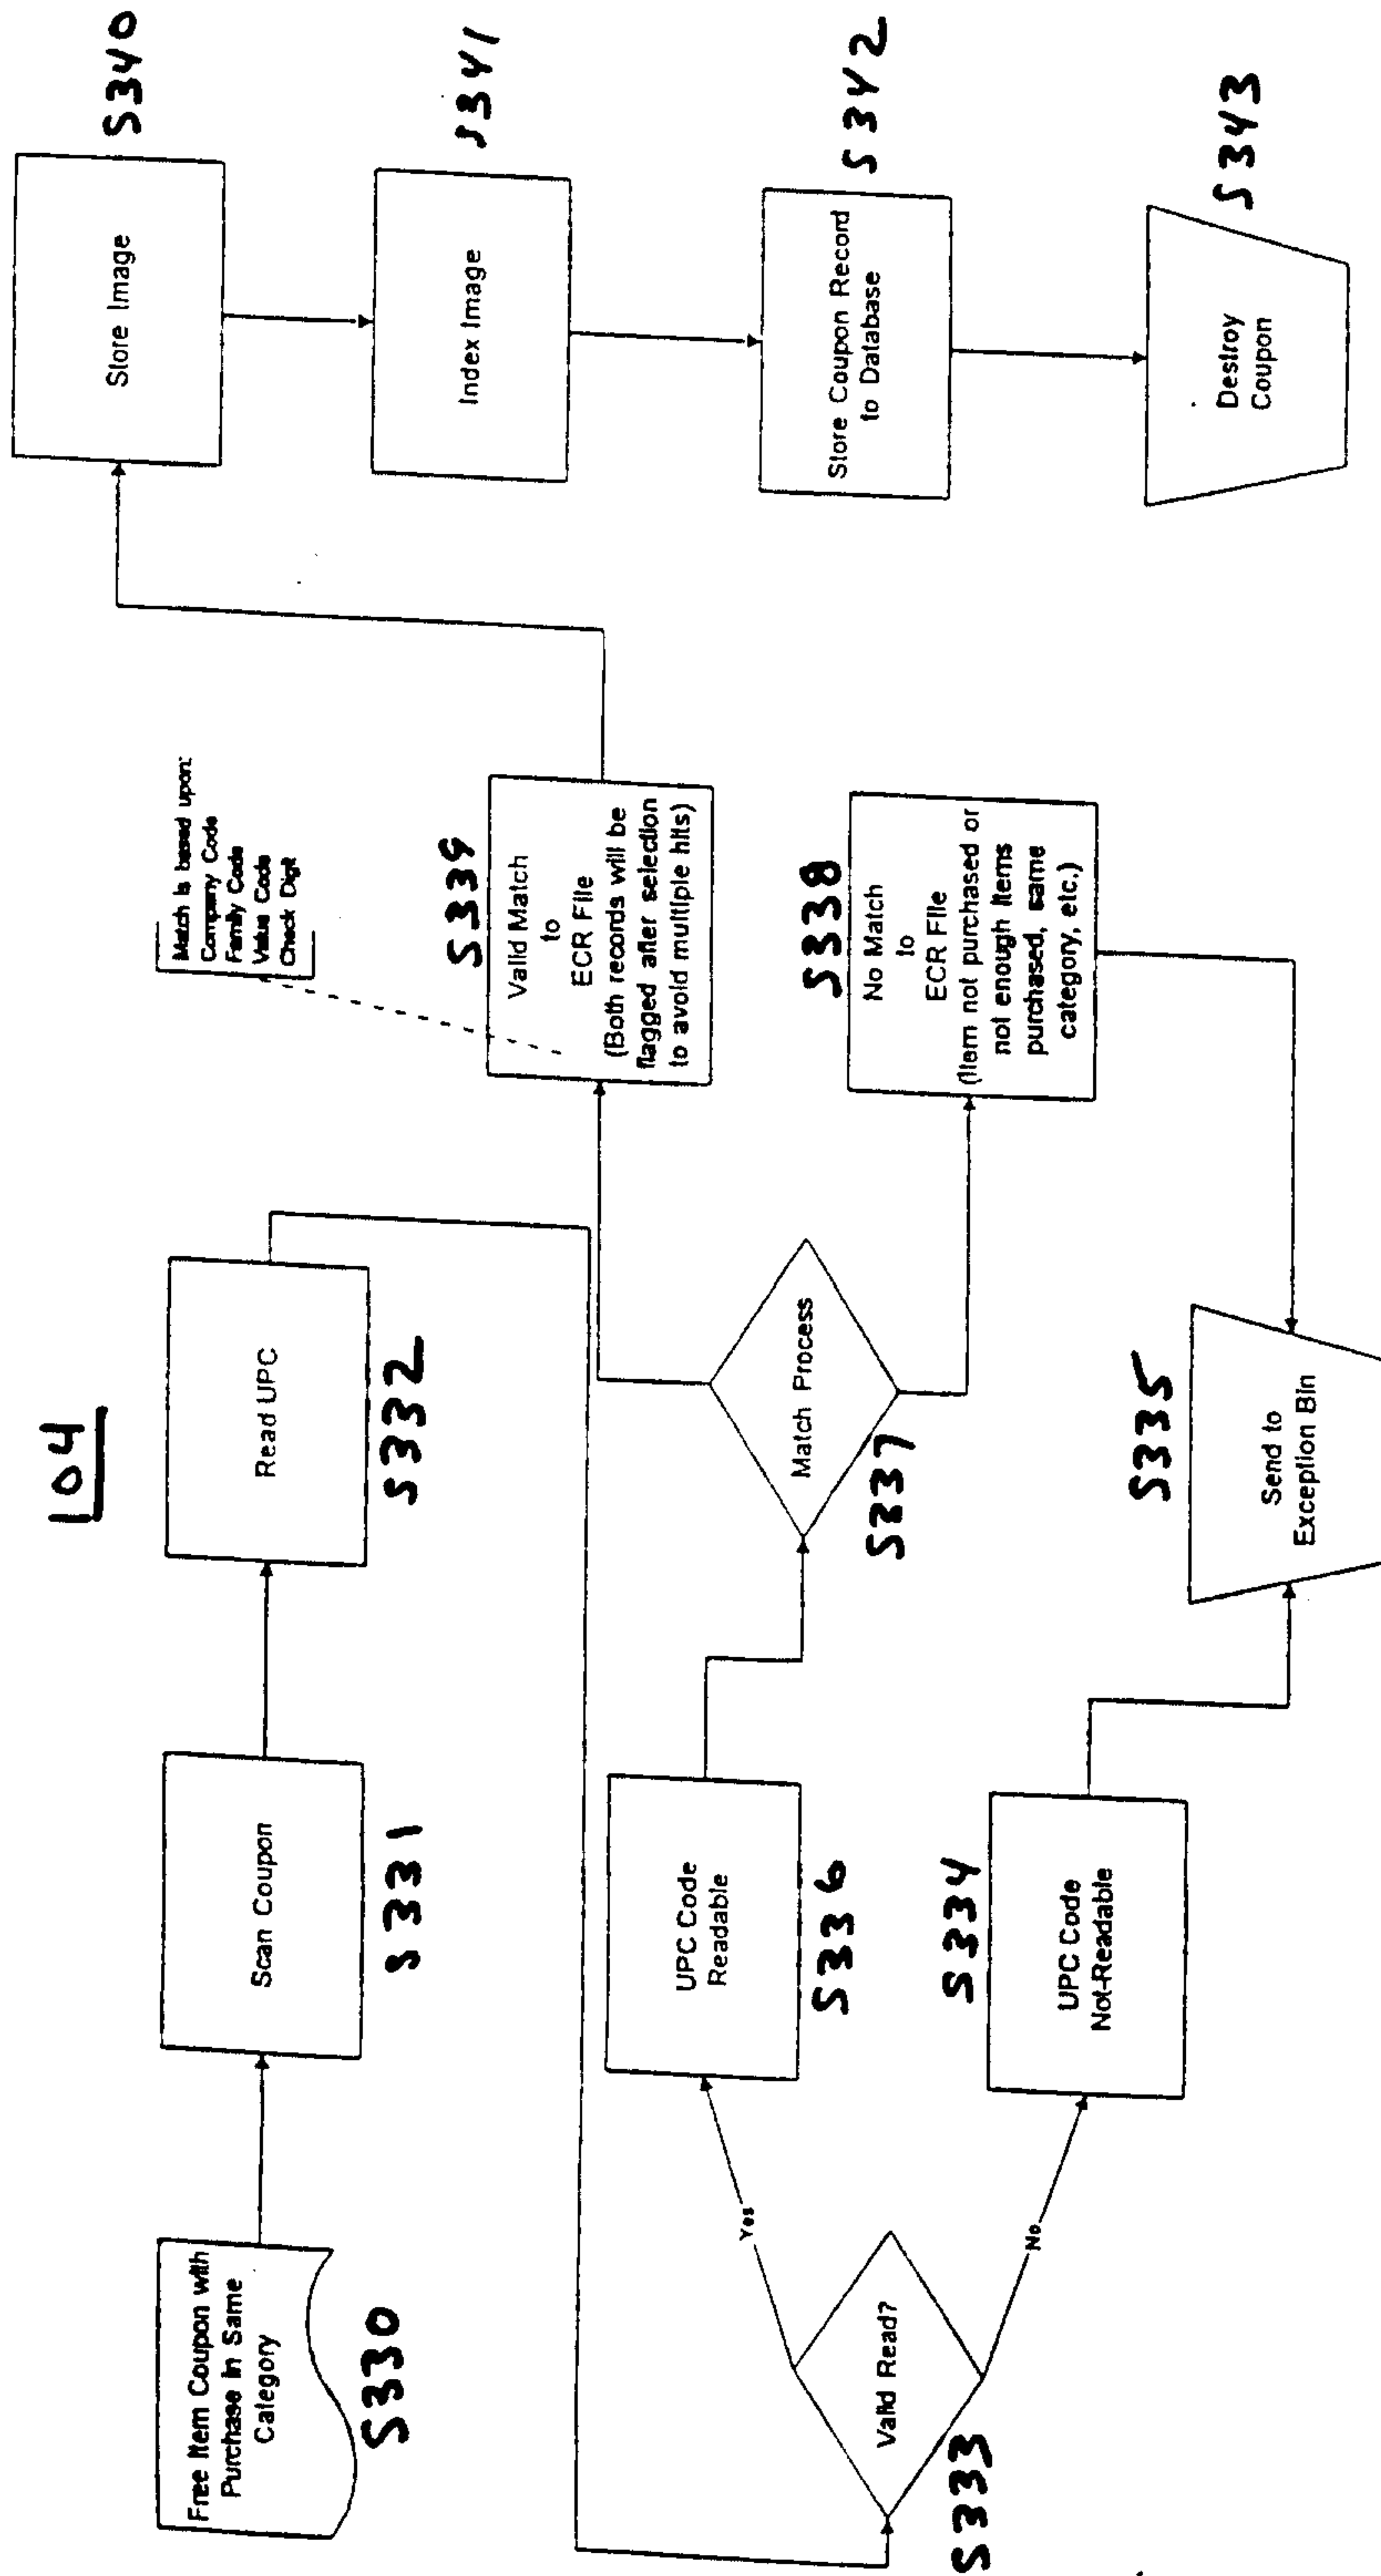 104
Free Item Coupon with
Purchase in Same
Category
S330
Scan Coupon
S331
Read UPC
S332
Valid Read?
S333
Yes
No
UPC Code
Readable
S336
UPC Code
Not-Readable
S334
Match Process
S337
Send to
Exception Bin
S335
Match is based upon:
Company Code
Family Code
Value Code
Check Digit
S339
Valid Match
to
ECR File
(Both records will be
flagged after selection
to avoid multiple hits)
S338
No Match
to
ECR File
(Item not purchased or
not enough items
purchased, same
category, etc.)
Store Image
S340
Index Image
S341
Store Coupon Record
to Database
S342
Destroy
Coupon
S343